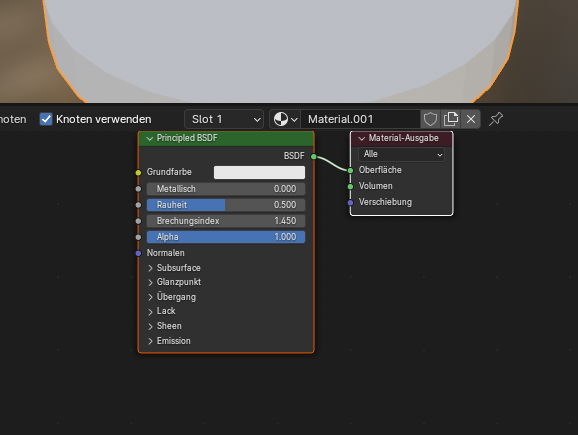 noten Knoten verwenden Slot 1 Material.001
Principled BSDF
BSDF
Grundfarbe
Metallisch 0.000
Rauheit 0.500
Brechungsindex 1.450
Alpha 1.000
Normalen
Subsurface
Glanzpunkt
Übergang
Lack
Sheen
Emission
Material-Ausgabe
Alle
Oberfläche
Volumen
Verschiebung